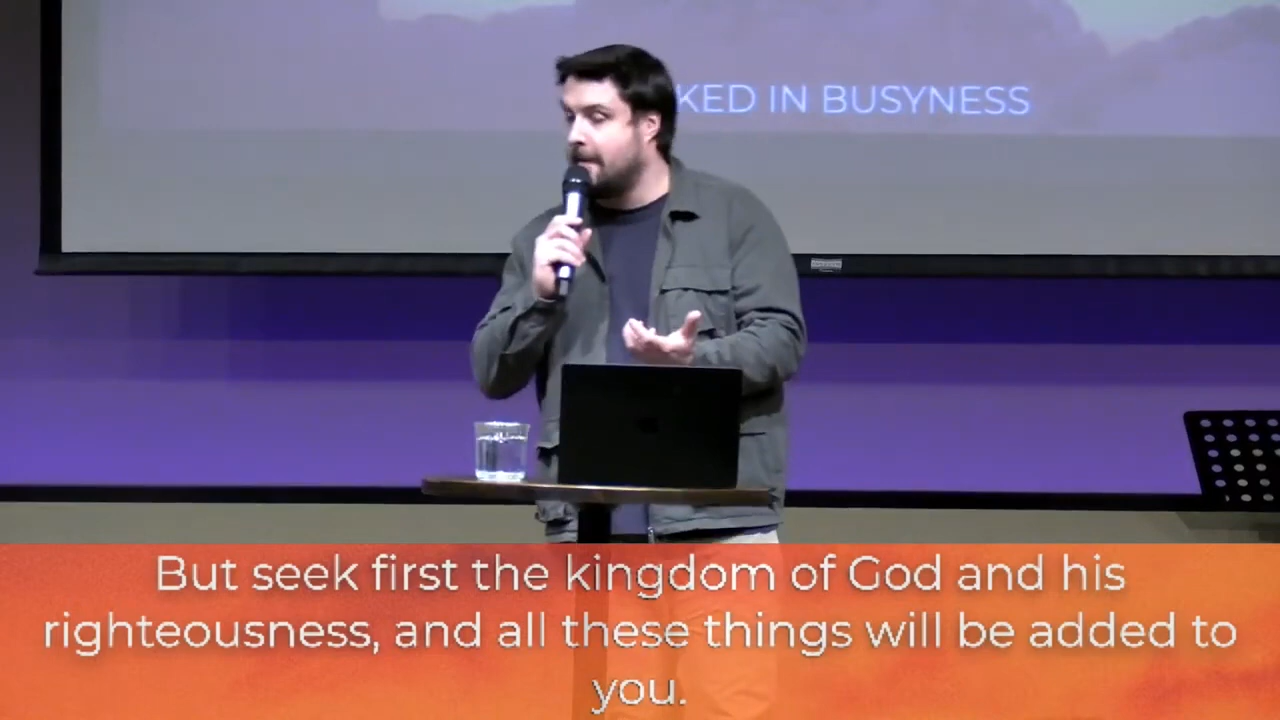 KED IN BUSYNESS
But seek first the kingdom of God and his
righteousness, and all these things will be added to
you.